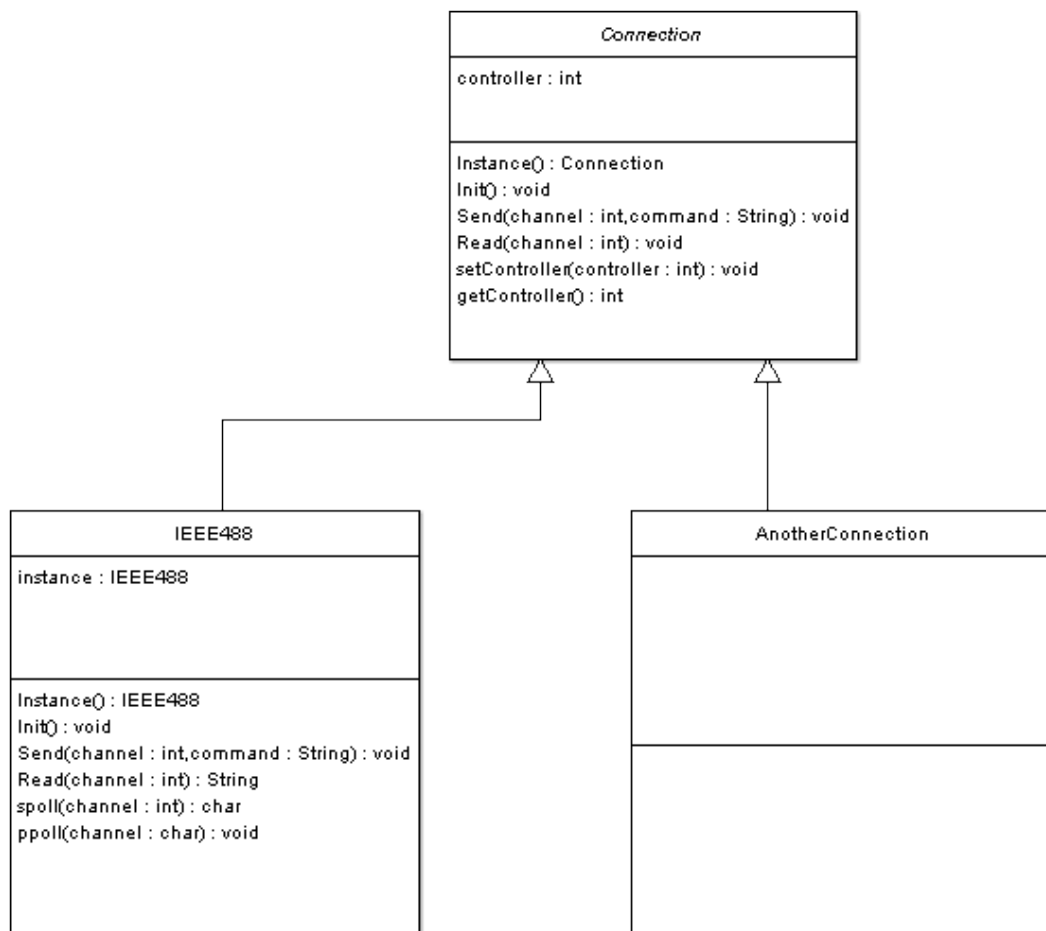 Connection
controller : int
Instance() : Connection
Init() : void
Send(channel : int,command : String) : void
Read(channel : int) : void
setController(controller : int) : void
getController() : int
IEEE488
instance : IEEE488
Instance() : IEEE488
Init() : void
Send(channel : int,command : String) : void
Read(channel : int) : String
spoll(channel : int) : char
ppoll(channel : char) : void
AnotherConnection